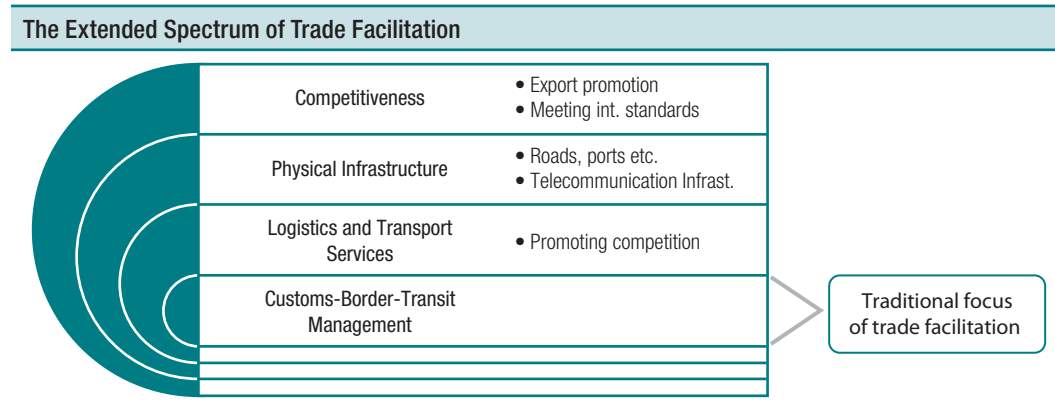 The Extended Spectrum of Trade Facilitation
Competitiveness
• Export promotion
• Meeting int. standards
Physical Infrastructure
• Roads, ports etc.
• Telecommunication Infrast.
Logistics and Transport
Services
• Promoting competition
Customs-Border-Transit
Management
Traditional focus
of trade facilitation